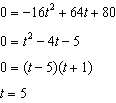 0 = −16t² + 64t + 80
0 = t² − 4t − 5
0 = (t − 5)(t + 1)
t = 5